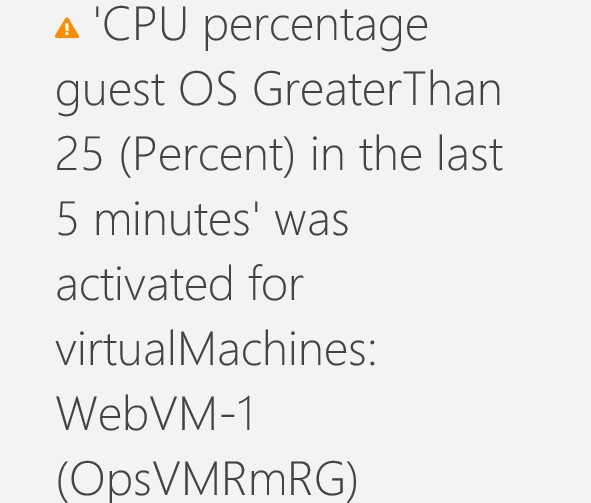 'CPU percentage
guest OS GreaterThan
25 (Percent) in the last
5 minutes' was
activated for
virtualMachines:
WebVM-1
(OpsVMRmRG)